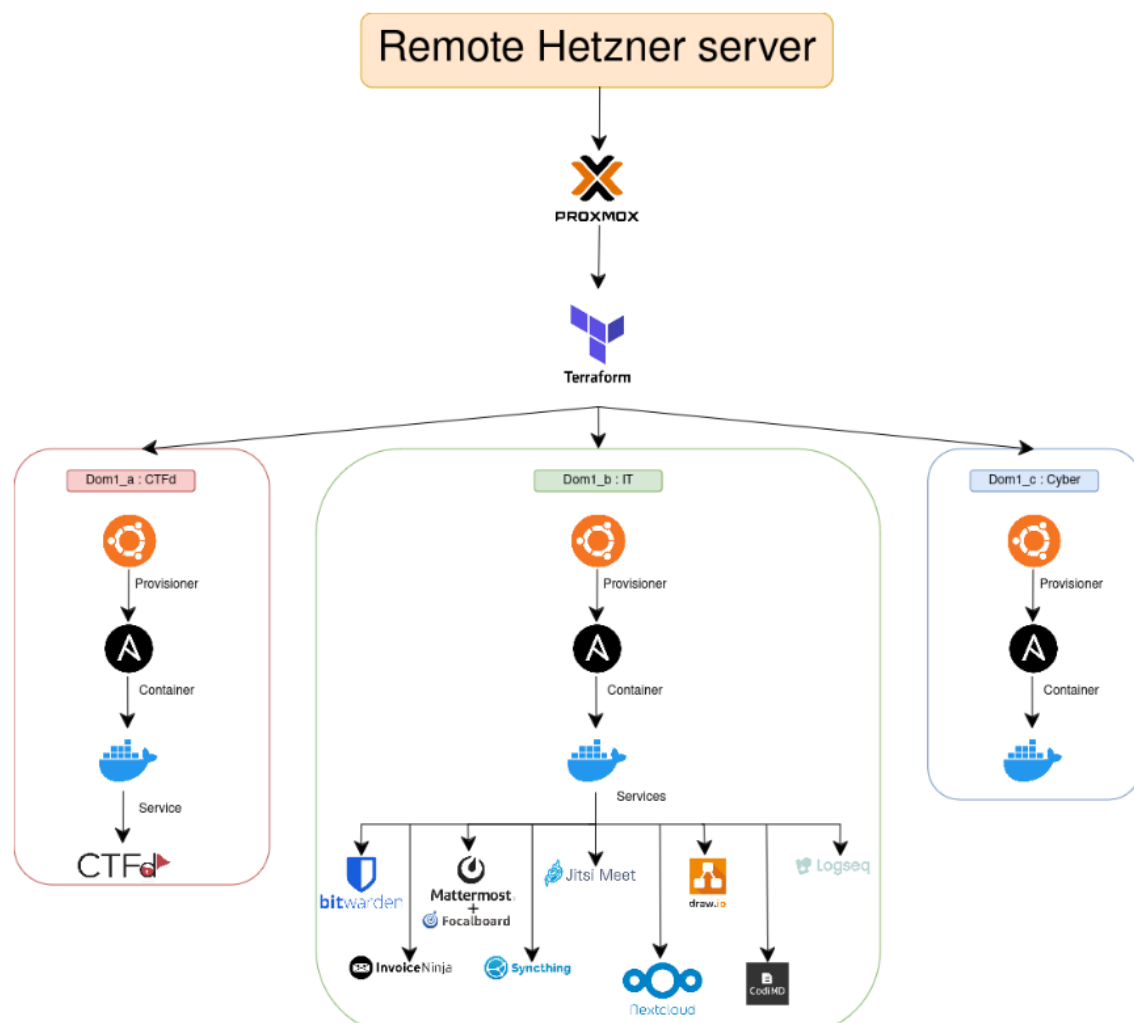 Remote Hetzner server
PROXMOX
Terraform
Dom1_a : CTFd
Dom1_b : IT
Dom1_c : Cyber
Provisioner
Provisioner
Provisioner
Container
Container
Container
Service
Services
CTFd
bitwarden
Mattermost
+
Focalboard
Jitsi Meet
draw.io
Logseq
InvoiceNinja
Syncthing
Nextcloud
CodiMD